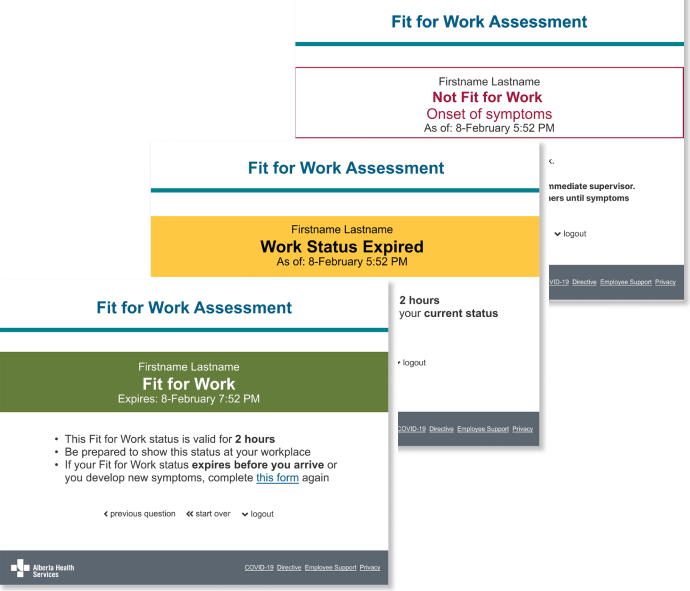 Fit for Work Assessment
Firstname Lastname
Not Fit for Work
Onset of symptoms
As of: 8-February 5:52 PM
immediate supervisor.
until symptoms
logout
Directive Employee Support Privacy
Fit for Work Assessment
Firstname Lastname
Work Status Expired
As of: 8-February 5:52 PM
2 hours
your current status
logout
COVID-19 Directive Employee Support Privacy
Fit for Work Assessment
Firstname Lastname
Fit for Work
Expires: 8-February 7:52 PM
• This Fit for Work status is valid for 2 hours
• Be prepared to show this status at your workplace
• If your Fit for Work status expires before you arrive or
you develop new symptoms, complete this form again
previous question start over logout
Alberta Health
Services
COVID-19 Directive Employee Support Privacy